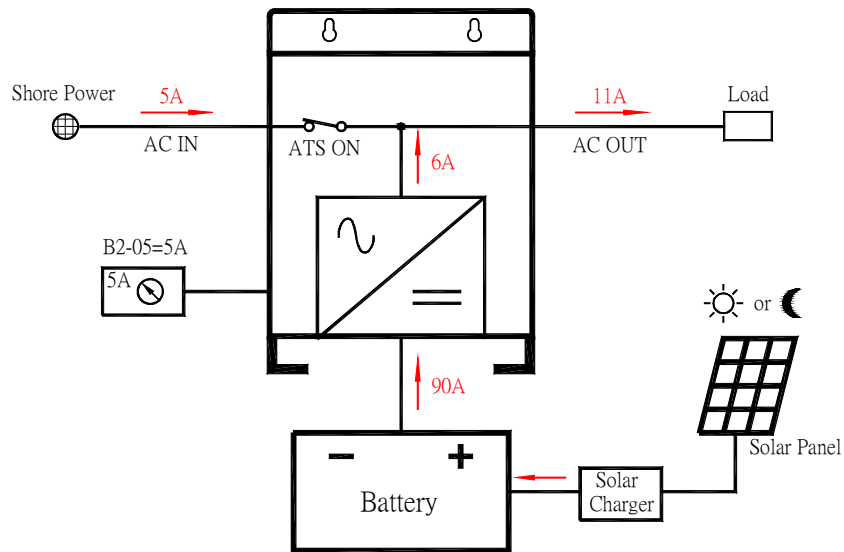 Shore Power
5A
11A
Load
AC IN
ATS ON
AC OUT
6A
B2-05=5A
5A
or
90A
Solar Panel
Battery
Solar
Charger